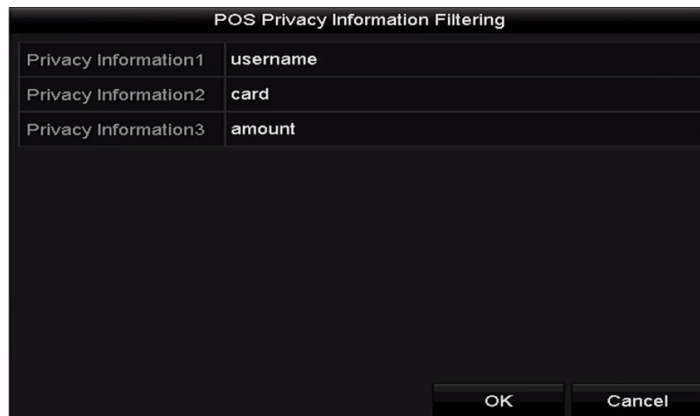 POS Privacy Information Filtering
Privacy Information1 username
Privacy Information2 card
Privacy Information3 amount
OK Cancel